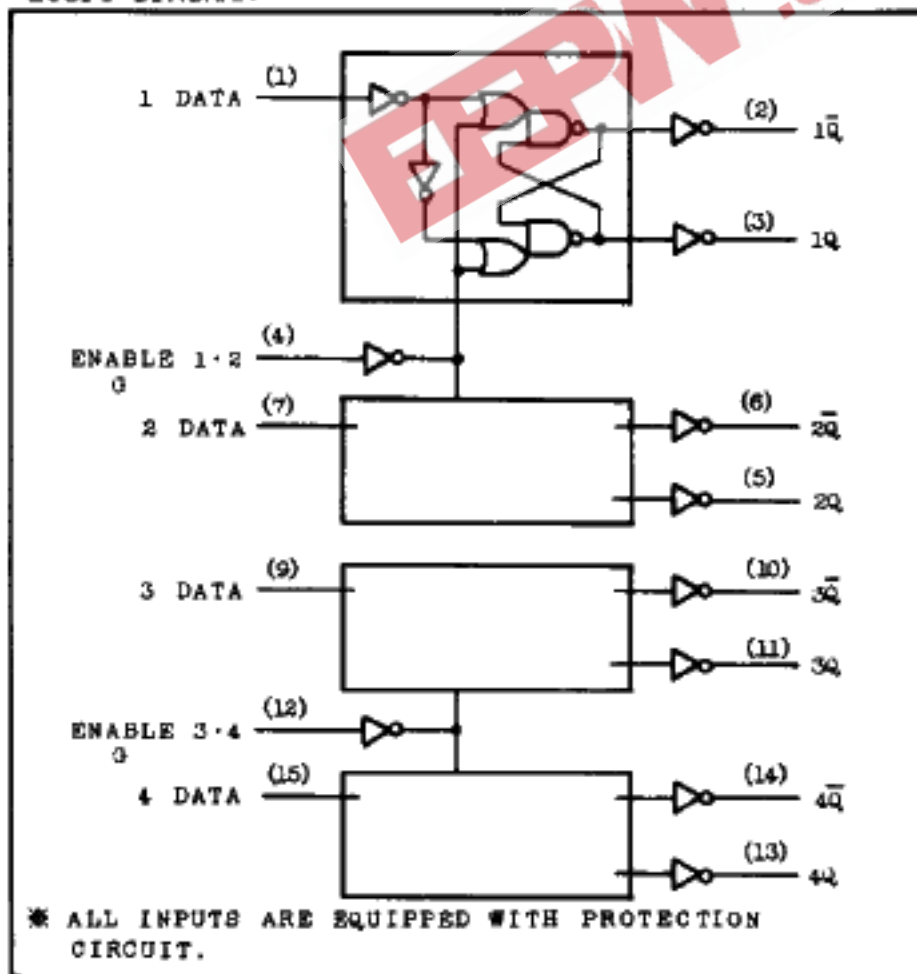 (1)
1 DATA
(2)
1Q̅
(3)
1Q
(4)
ENABLE 1·2
G
(7)
2 DATA
(6)
2Q̅
(5)
2Q
(9)
3 DATA
(10)
3Q̅
(11)
3Q
(12)
ENABLE 3·4
G
(15)
4 DATA
(14)
4Q̅
(13)
4Q
※ ALL INPUTS ARE EQUIPPED WITH PROTECTION
CIRCUIT.
EEPW